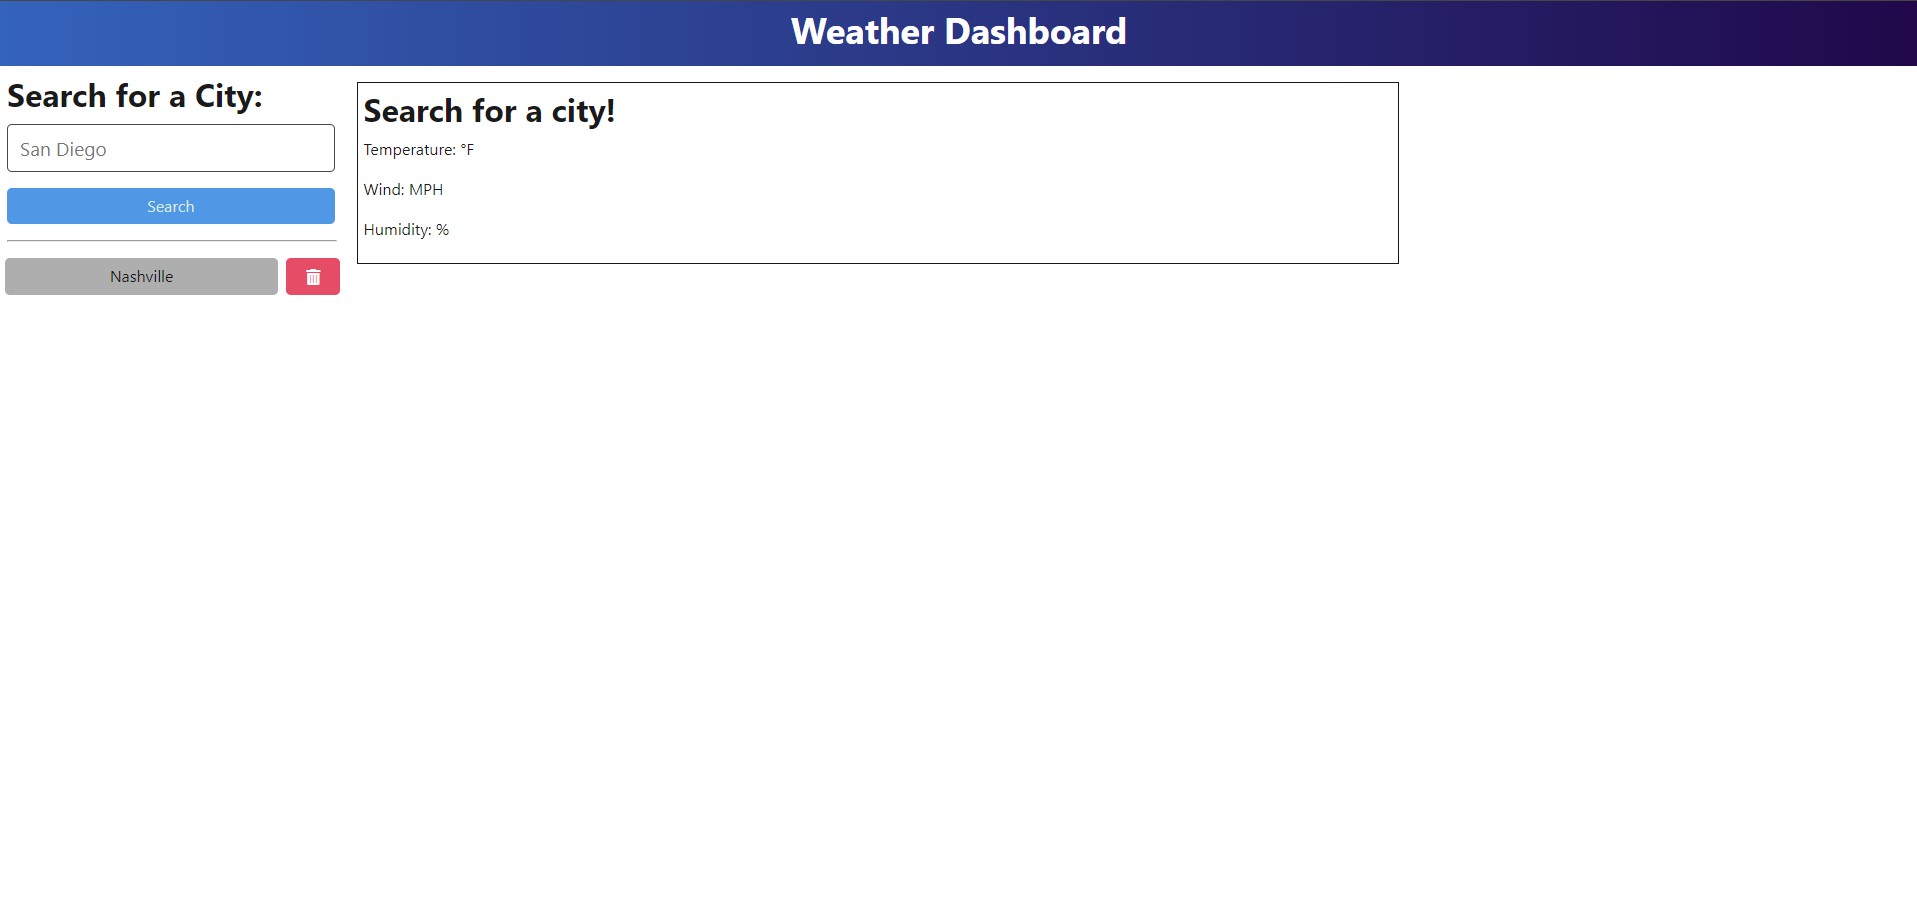 Weather Dashboard
Search for a City:
San Diego
Search
Nashville
Search for a city!
Temperature: °F
Wind: MPH
Humidity: %